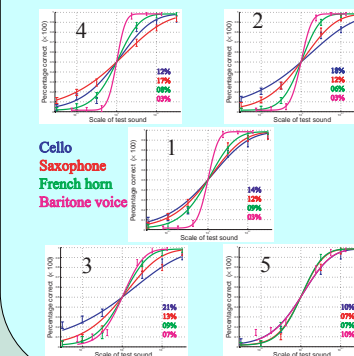 4
Percentage correct (× 100)
12%
17%
08%
03%
Scale of test sound
2
Percentage correct (× 100)
18%
12%
06%
03%
Scale of test sound
Cello
Saxophone
French horn
Baritone voice
1
Percentage correct (× 100)
14%
12%
09%
03%
Scale of test sound
3
Percentage correct (× 100)
21%
13%
09%
07%
Scale of test sound
5
Percentage correct (× 100)
10%
07%
07%
10%
Scale of test sound